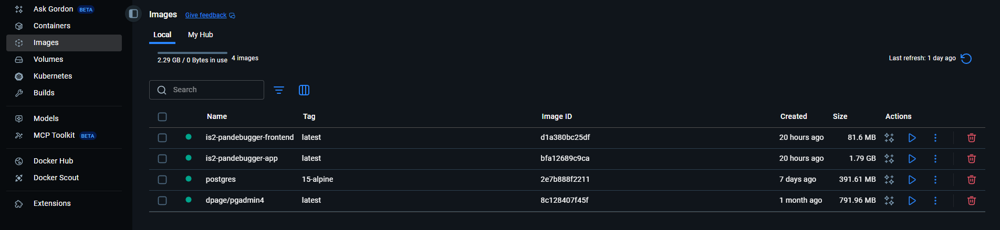 Ask Gordon BETA
Containers
Images
Volumes
Kubernetes
Builds
Models
MCP Toolkit BETA
Docker Hub
Docker Scout
Extensions
Images Give feedback
Local My Hub
2.29 GB / 0 Bytes in use 4 images
Last refresh: 1 day ago
Search
Name Tag Image ID Created Size Actions
is2-pandebugger-frontend latest d1a380bc25df 20 hours ago 81.6 MB
is2-pandebugger-app latest bfa12689c9ca 20 hours ago 1.79 GB
postgres 15-alpine 2e7b888f2211 7 days ago 391.61 MB
dpage/pgadmin4 latest 8c128407f45f 1 month ago 791.96 MB